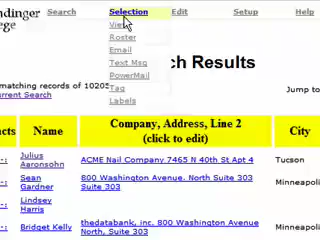 ndinger
ege
Search Selection Edit Setup Help
View
Roster
Email
Text Msg
PowerMail
Tag
Labels
ch Results
matching records of 10205
urrent Search
Jump to
cts Name Company, Address, Line 2 (click to edit) City
-: Julius Aaronsohn ACME Nail Company 7465 N 40th St Apt 4 Tucson
-: Sean Gardner 800 Washington Avenue. North Suite 303 Suite 303 Minneapol
-: Lindsey Harris
-: Bridget Kelly thedatabank, inc. 800 Washington Avenue North Suite 303 Minneapol